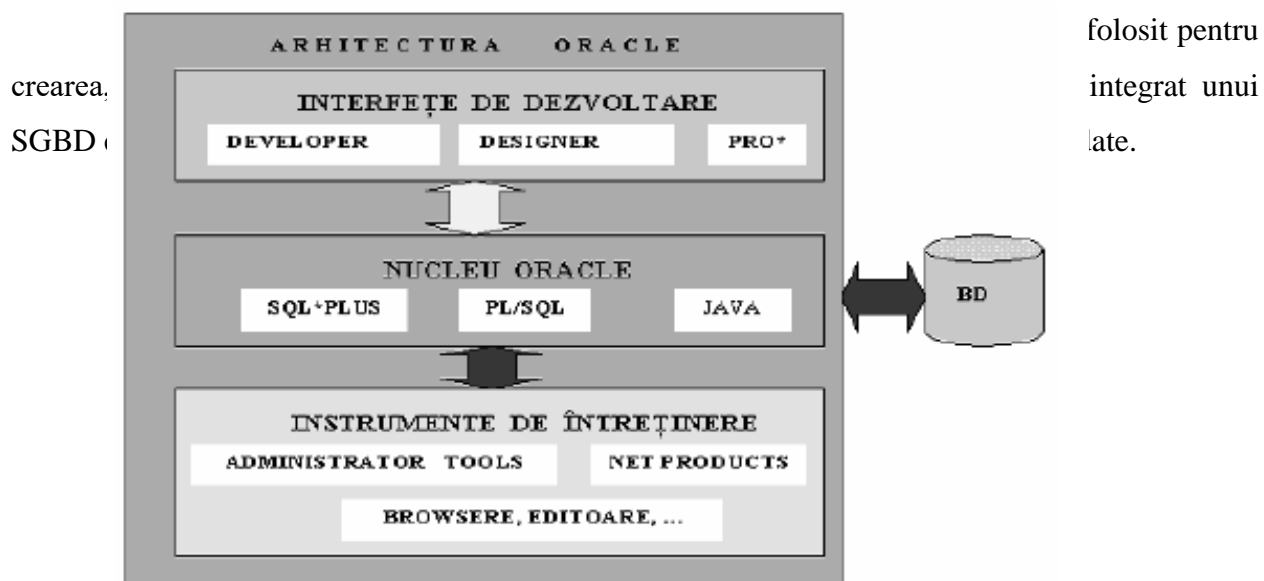 folosit pentru
crearea, integrat unui
SGBD
ARHITECTURA ORACLE
INTERFEȚE DE DEZVOLTARE
DEVELOPER DESIGNER PRO*
NUCLEU ORACLE
SQL*PLUS PL/SQL JAVA
BD
INSTRUMENTE DE ÎNTREȚINERE
ADMINISTRATOR TOOLS NET PRODUCTS
BROWSERE, EDITOARE, ...